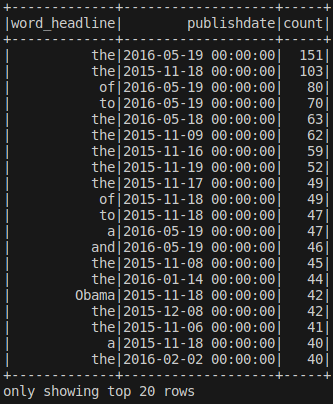 +-------------+-------------------+-----+
|word_headline|        publishdate|count|
+-------------+-------------------+-----+
|          the|2016-05-19 00:00:00|  151|
|          the|2015-11-18 00:00:00|  103|
|           of|2016-05-19 00:00:00|   80|
|           to|2016-05-19 00:00:00|   70|
|          the|2016-05-18 00:00:00|   63|
|          the|2015-11-09 00:00:00|   62|
|          the|2015-11-16 00:00:00|   59|
|          the|2015-11-19 00:00:00|   52|
|          the|2015-11-17 00:00:00|   49|
|           of|2015-11-18 00:00:00|   49|
|           to|2015-11-18 00:00:00|   47|
|            a|2016-05-19 00:00:00|   47|
|          and|2016-05-19 00:00:00|   46|
|          the|2015-11-08 00:00:00|   45|
|          the|2016-01-14 00:00:00|   44|
|        Obama|2015-11-18 00:00:00|   42|
|          the|2015-12-08 00:00:00|   42|
|          the|2015-11-06 00:00:00|   41|
|            a|2015-11-18 00:00:00|   40|
|          the|2016-02-02 00:00:00|   40|
+-------------+-------------------+-----+
only showing top 20 rows